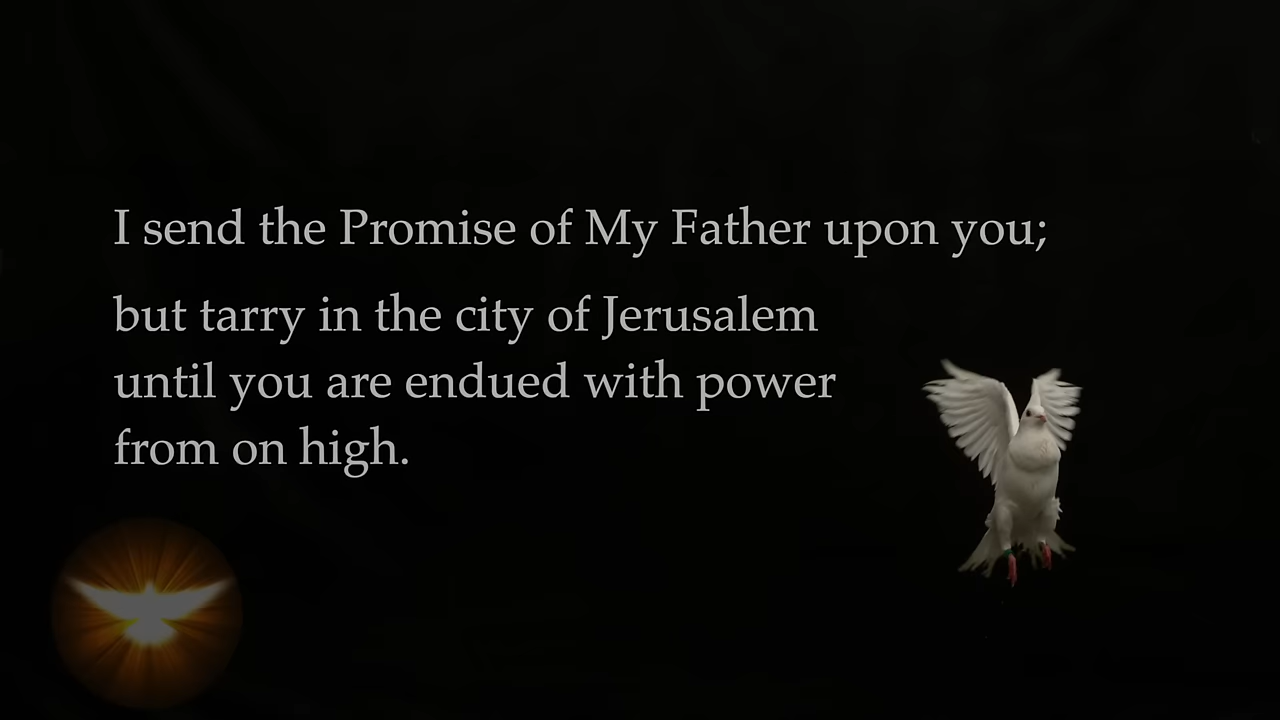 I send the Promise of My Father upon you;
but tarry in the city of Jerusalem
until you are endued with power
from on high.